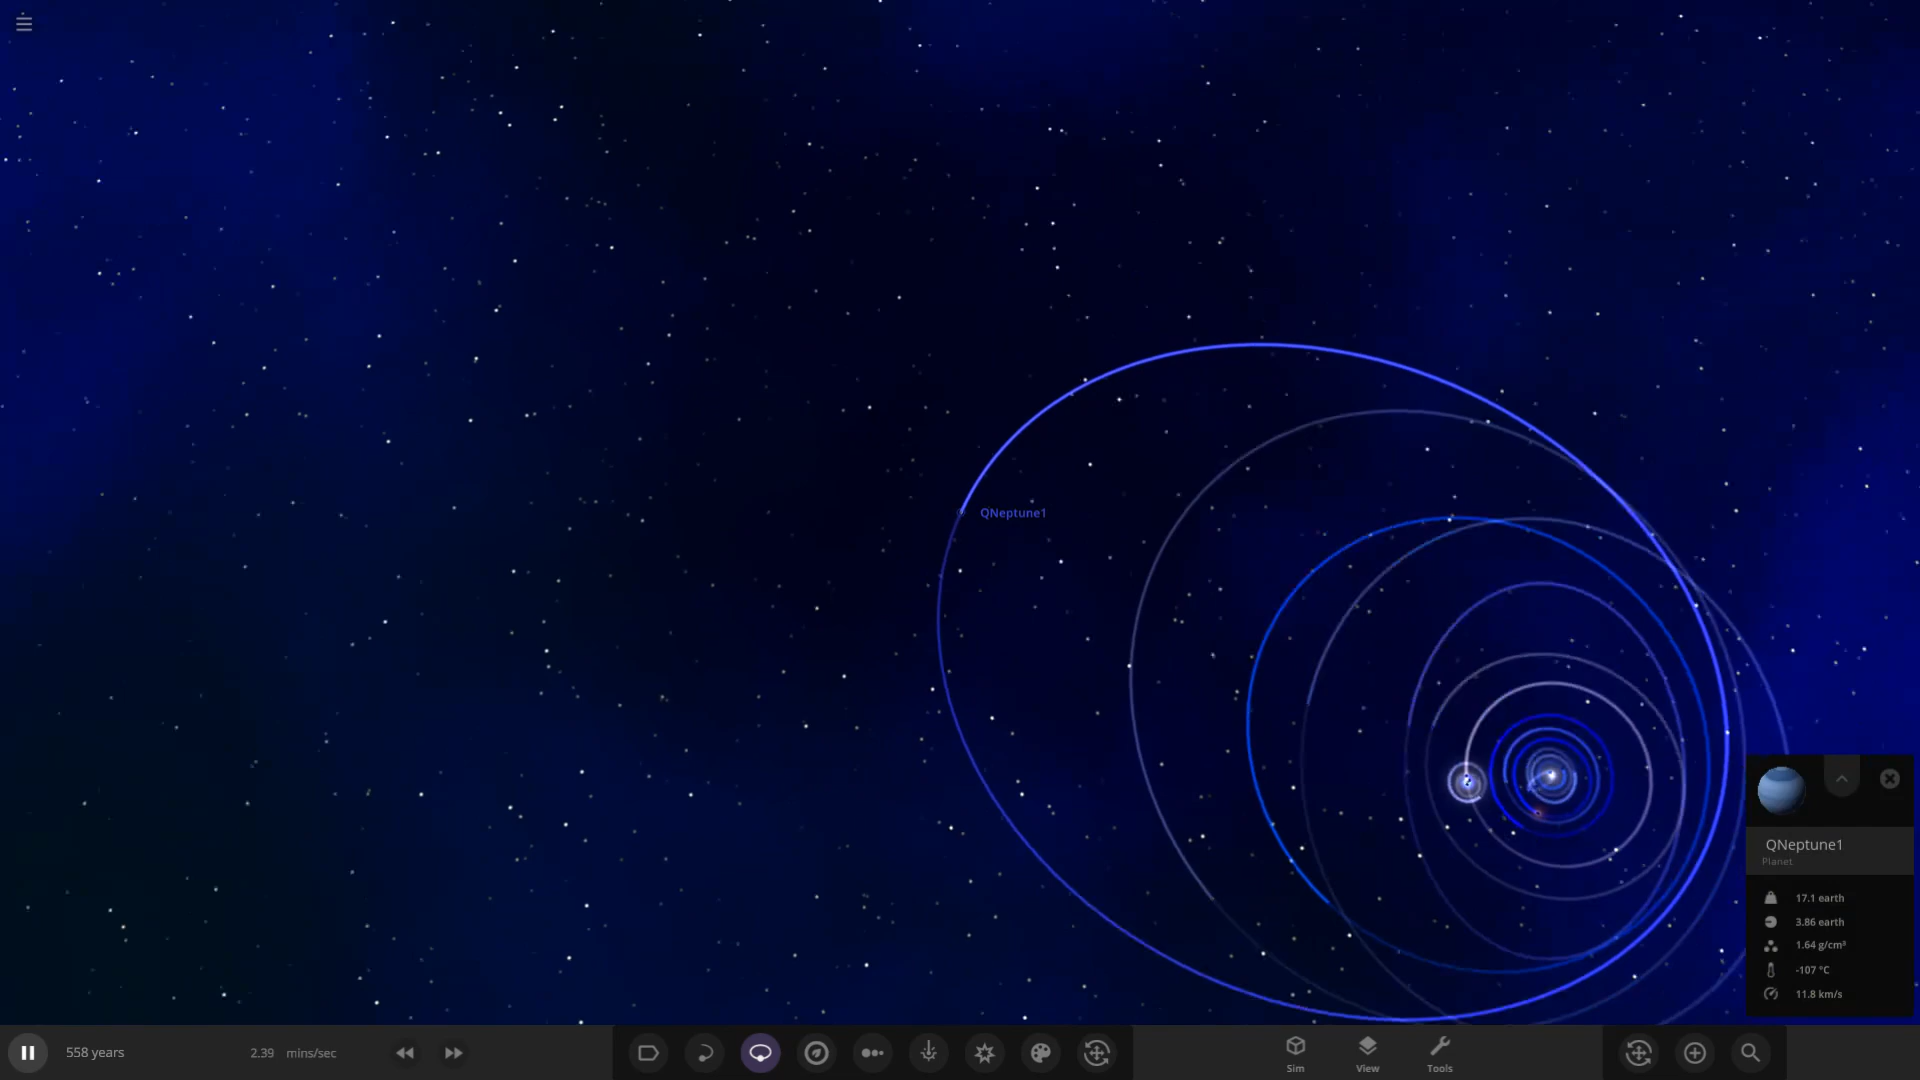 QNeptune1
QNeptune1
Planet
17.1 earth
3.86 earth
1.64 g/cm³
-107 °C
11.8 km/s
558 years
2.39 mins/sec
Sim
View
Tools